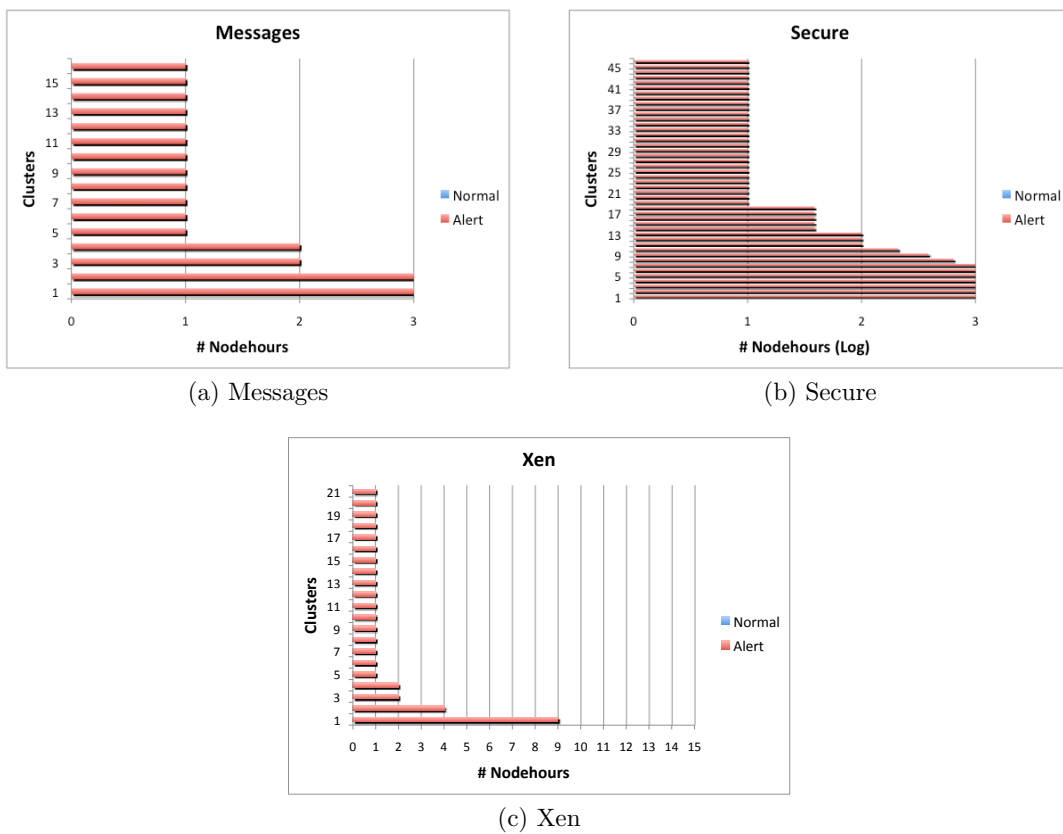 Messages
15
13
11
9
7
5
3
1
Clusters
0 1 2 3
# Nodehours
Normal
Alert
(a) Messages
Secure
45
41
37
33
29
25
21
17
13
9
5
1
Clusters
0 1 2 3
# Nodehours (Log)
Normal
Alert
(b) Secure
Xen
21
19
17
15
13
11
9
7
5
3
1
Clusters
0 1 2 3 4 5 6 7 8 9 10 11 12 13 14 15
# Nodehours
Normal
Alert
(c) Xen